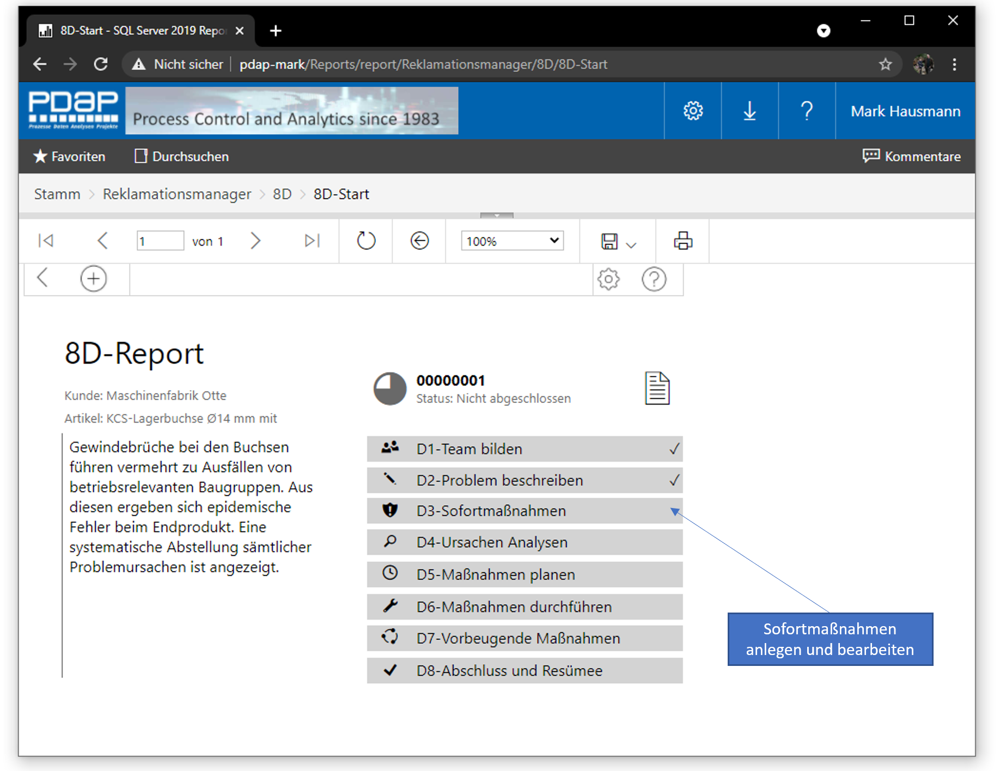 8D-Start - SQL Server 2019 Repo
Nicht sicher | pdap-mark/Reports/report/Reklamationsmanager/8D/8D-Start
PDAP
Prozesse Daten Analysen Projekte
Process Control and Analytics since 1983
?
Mark Hausmann
Favoriten
Durchsuchen
Kommentare
Stamm > Reklamationsmanager > 8D > 8D-Start
1 von 1
100%
?
8D-Report
Kunde: Maschinenfabrik Otte
Artikel: KCS-Lagerbuchse Ø14 mm mit
Gewindebrüche bei den Buchsen
führen vermehrt zu Ausfällen von
betriebsrelevanten Baugruppen. Aus
diesen ergeben sich epidemische
Fehler beim Endprodukt. Eine
systematische Abstellung sämtlicher
Problemursachen ist angezeigt.
00000001
Status: Nicht abgeschlossen
D1-Team bilden ✓
D2-Problem beschreiben ✓
D3-Sofortmaßnahmen
D4-Ursachen Analysen
D5-Maßnahmen planen
D6-Maßnahmen durchführen
D7-Vorbeugende Maßnahmen
D8-Abschluss und Resümee
Sofortmaßnahmen
anlegen und bearbeiten